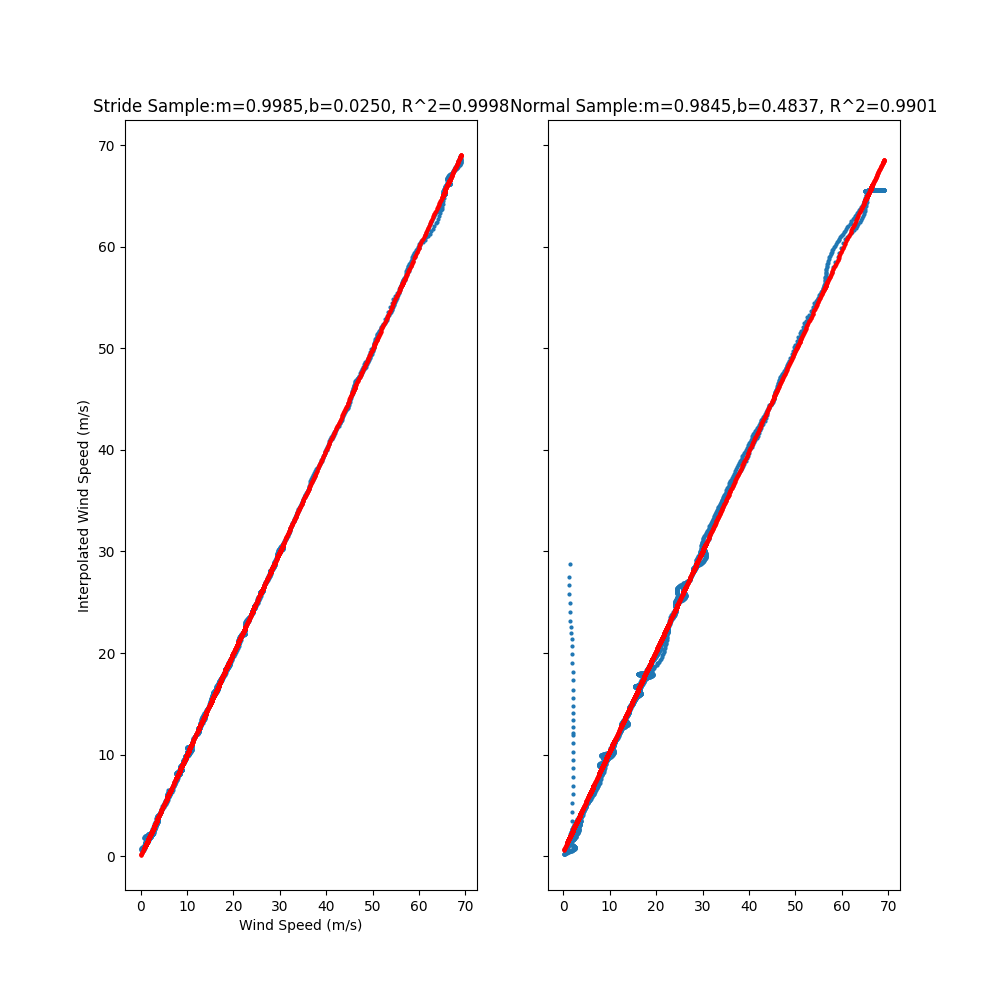 Stride Sample:m=0.9985,b=0.0250, R^2=0.9998
Normal Sample:m=0.9845,b=0.4837, R^2=0.9901
70
60
50
40
30
20
10
0
Interpolated Wind Speed (m/s)
0 10 20 30 40 50 60 70
Wind Speed (m/s)
0 10 20 30 40 50 60 70